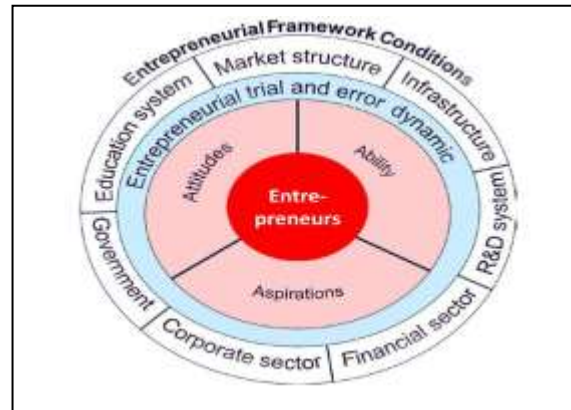 Entrepreneurial Framework Conditions
Education system
Market structure
Infrastructure
R&D system
Financial sector
Corporate sector
Government
Entrepreneurial trial and error dynamic
Attitudes
Ability
Aspirations
Entre-
preneurs